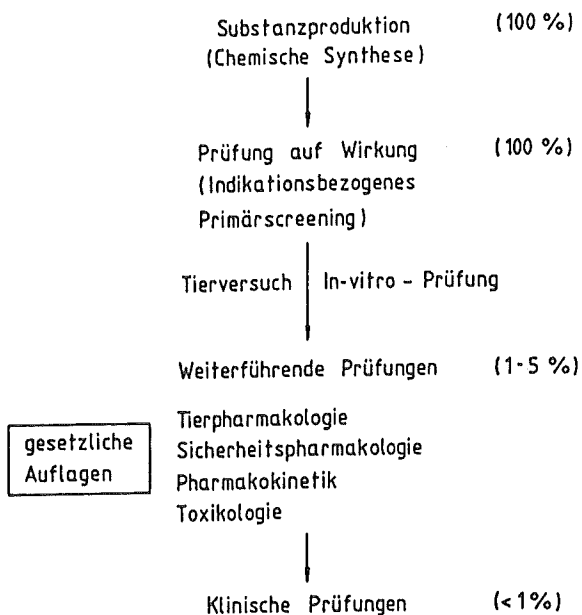 Substanzproduktion (100 %)
(Chemische Synthese)
Prüfung auf Wirkung (100 %)
(Indikationsbezogenes
Primärscreening)
Tierversuch In-vitro - Prüfung
Weiterführende Prüfungen (1-5 %)
gesetzliche
Auflagen
Tierpharmakologie
Sicherheitspharmakologie
Pharmakokinetik
Toxikologie
Klinische Prüfungen (<1%)